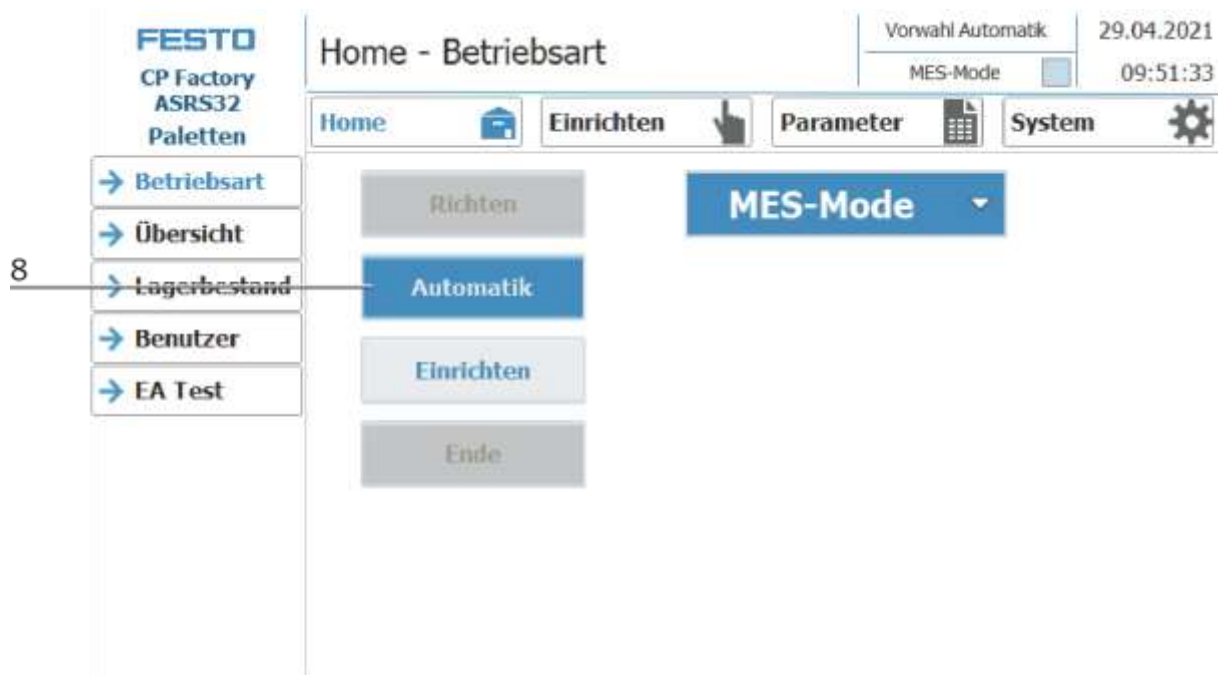 FESTO
CP Factory
ASRS32
Paletten
Home - Betriebsart
Vorwahl Automatik
MES-Mode
29.04.2021
09:51:33
Home
Einrichten
Parameter
System
Betriebsart
Übersicht
Lagerbestand
Benutzer
EA Test
8
Richten
Automatik
Einrichten
Ende
MES-Mode